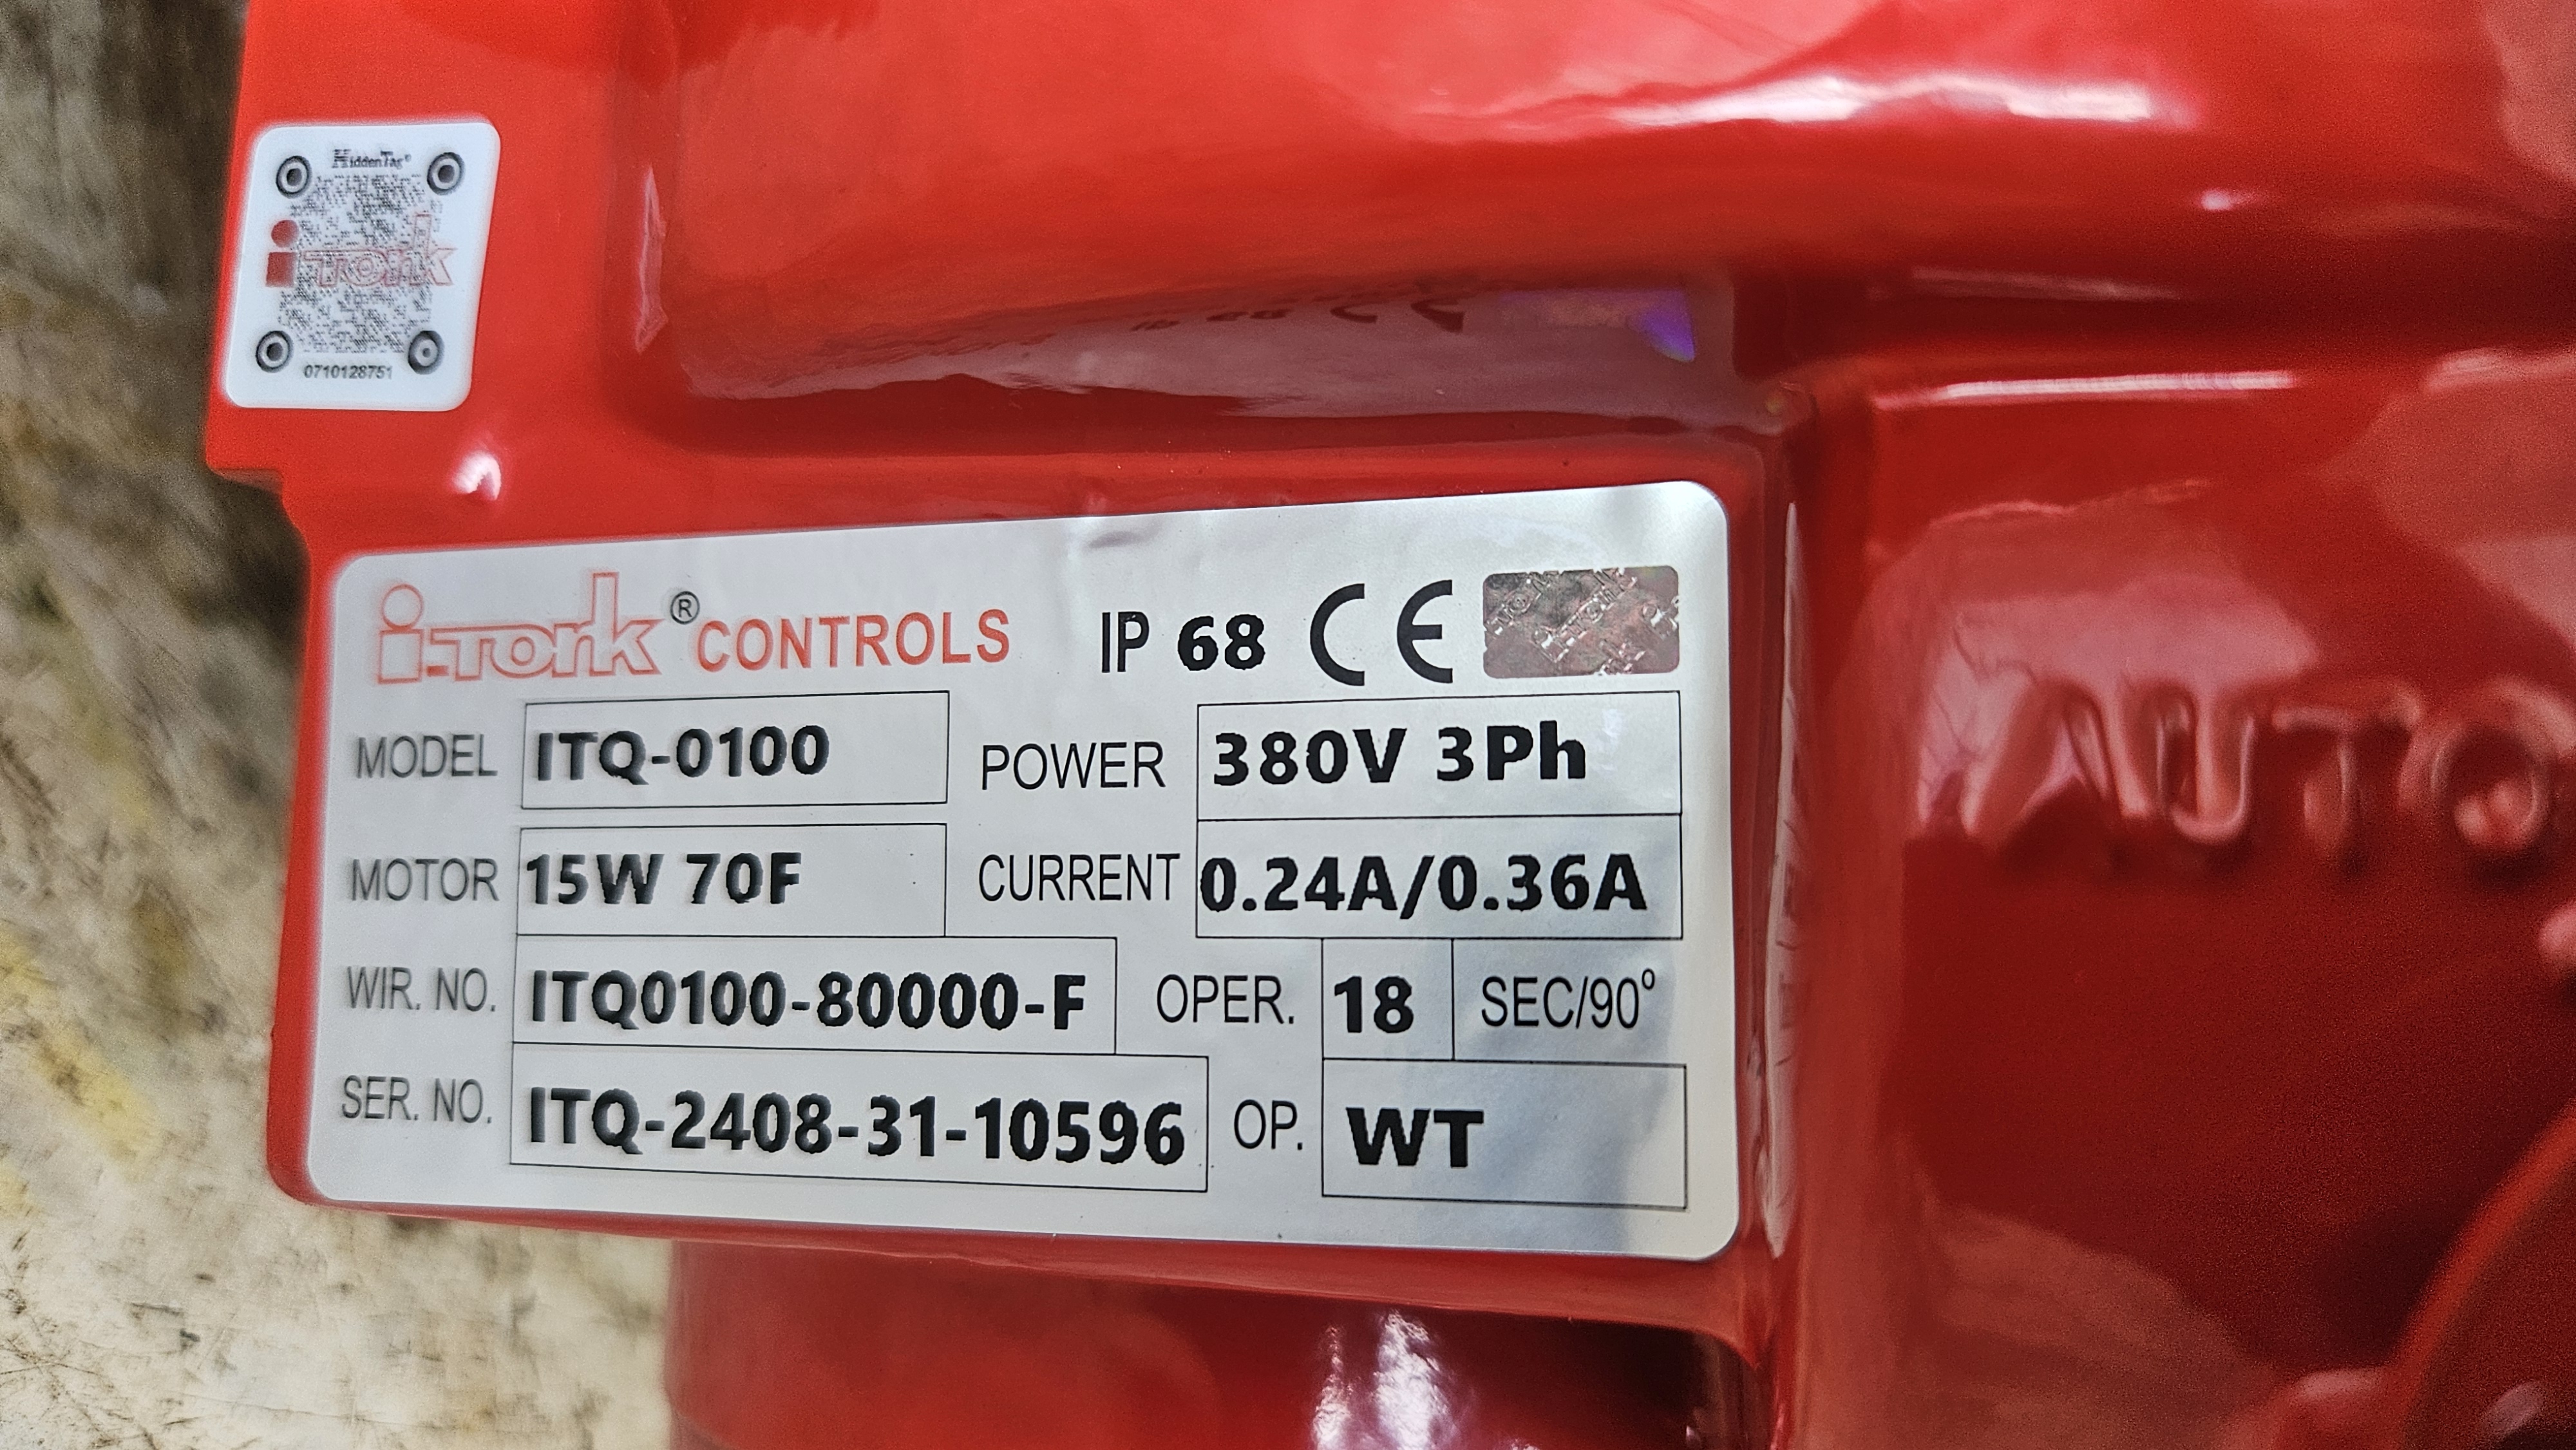 HiddenTag®
i-Tork
0710128751
i-Tork® CONTROLS IP 68 CE
MODEL ITQ-0100 POWER 380V 3Ph
MOTOR 15W 70F CURRENT 0.24A/0.36A
WIR. NO. ITQ0100-80000-F OPER. 18 SEC/90°
SER. NO. ITQ-2408-31-10596 OP. WT
AUTO